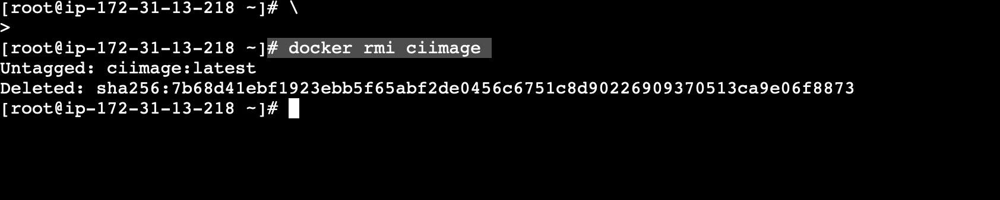 [root@ip-172-31-13-218 ~]# \
>
[root@ip-172-31-13-218 ~]# docker rmi ciimage
Untagged: ciimage:latest
Deleted: sha256:7b68d41ebf1923ebb5f65abf2de0456c6751c8d90226909370513ca9e06f8873
[root@ip-172-31-13-218 ~]#